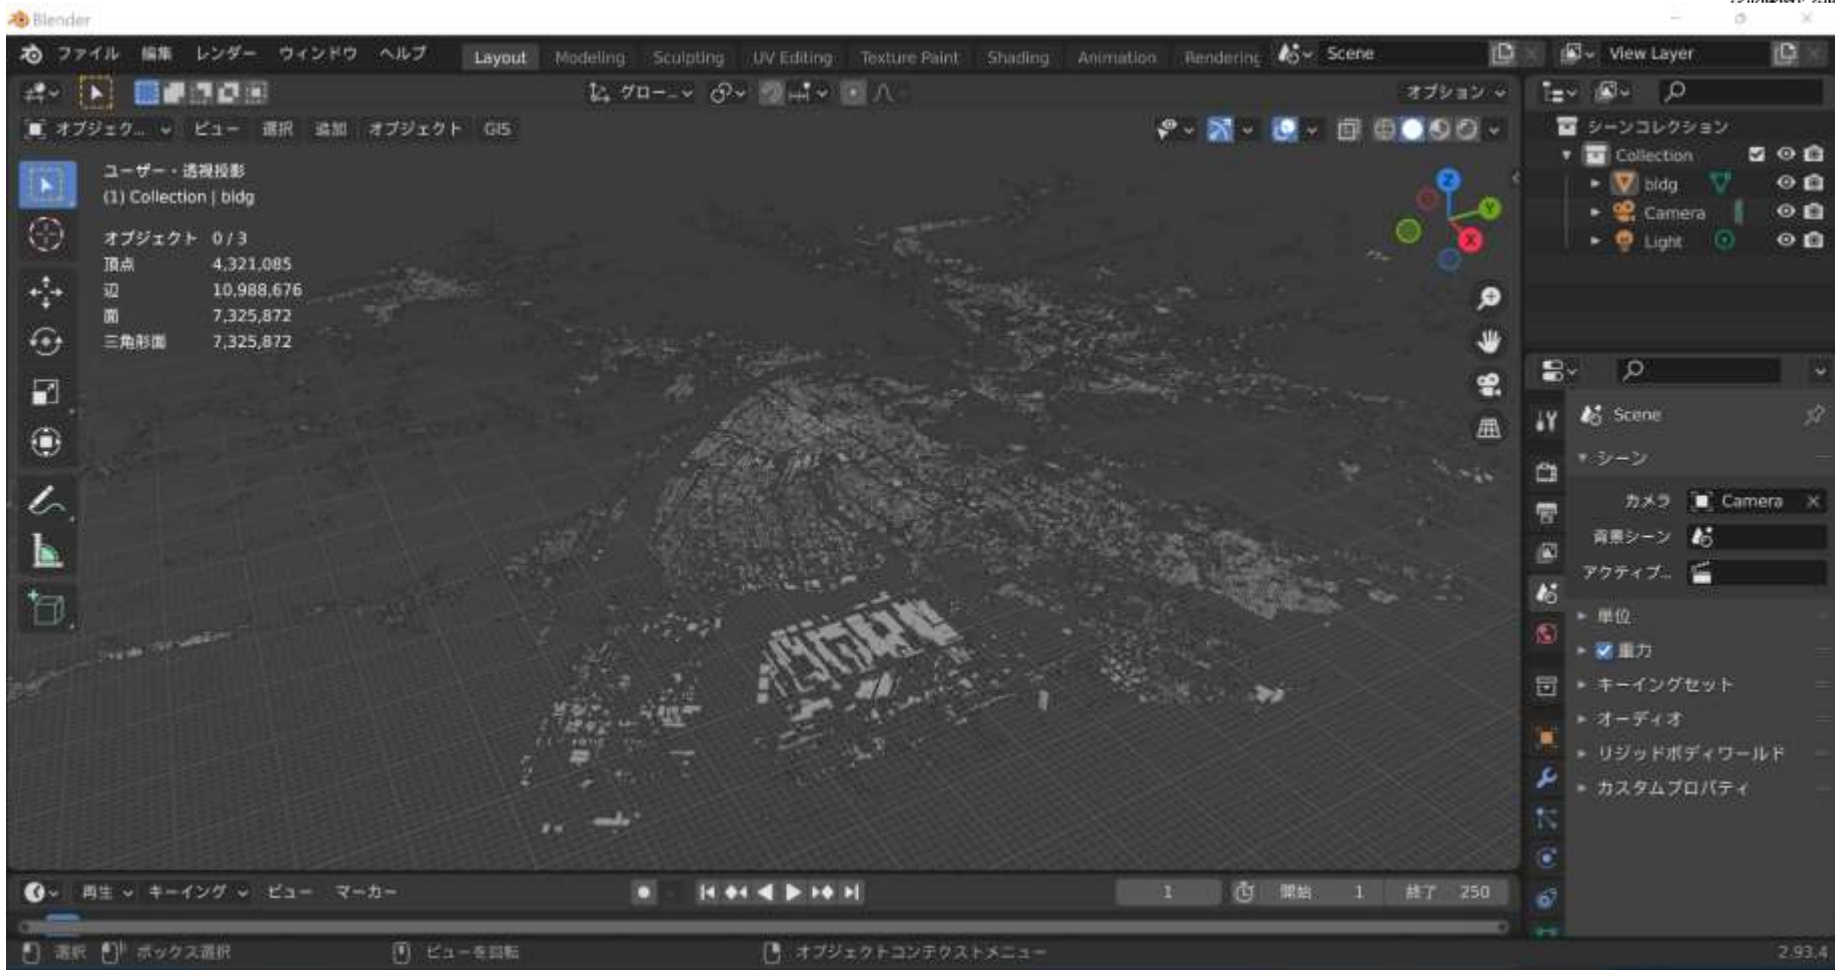 Blender
ファイル 編集 レンダー ウィンドウ ヘルプ Layout Modeling Sculpting UV Editing Texture Paint Shading Animation Rendering Scene View Layer
グロー... オプション
オブジェク... ビュー 選択 追加 オブジェクト GIS
シーンコレクション
Collection
bldg
Camera
Light
ユーザー・透視投影
(1) Collection | bldg
オブジェクト 0/3
頂点 4,321,085
辺 10,988,676
面 7,325,872
三角形面 7,325,872
Scene
シーン
カメラ Camera
背景シーン
アクティブ...
単位
重力
キーイングセット
オーディオ
リジッドボディワールド
カスタムプロパティ
再生 キーイング ビュー マーカー 1 開始 1 終了 250
選択 ボックス選択 ビューを回転 オブジェクトコンテクストメニュー 2.93.4